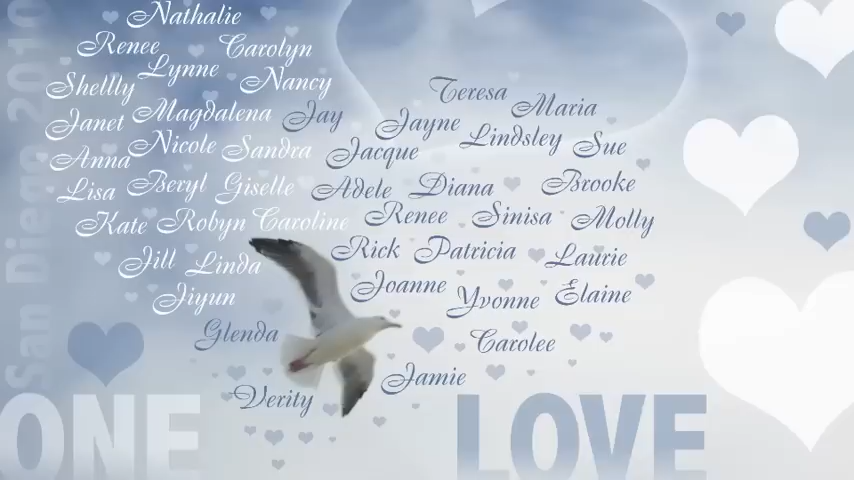 San Diego 2010
Nathalie
Renee Carolyn
Lynne
Shellly Nancy
Teresa
Janet Magdalena Jay Maria
Jayne
Nicole Sandra Jacque Lindsley Sue
Anna
Lisa Beryl Giselle Adele Diana Brooke
Kate Robyn Caroline Renee Sinisa Molly
Jill Linda Rick Patricia Laurie
Jiyun Joanne Yvonne Elaine
Glenda Carolee
Verity Jamie
ONE LOVE